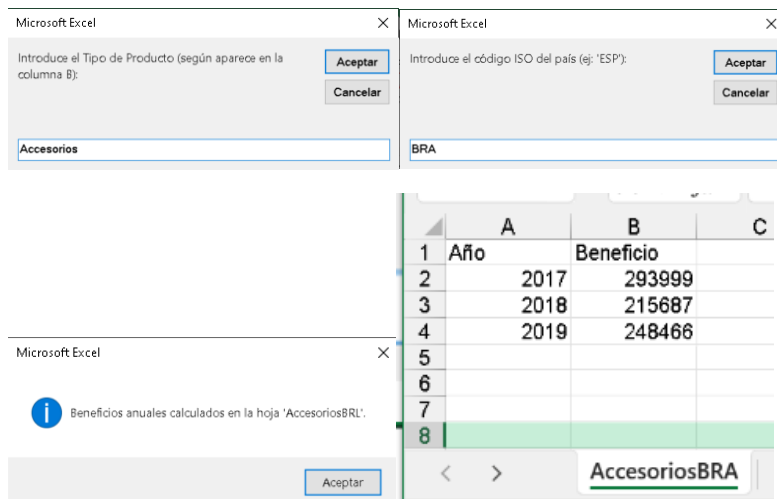 Microsoft Excel
Introduce el Tipo de Producto (según aparece en la
columna B):
Aceptar
Cancelar
Accesorios
Microsoft Excel
Introduce el código ISO del país (ej: 'ESP'):
Aceptar
Cancelar
BRA
Microsoft Excel
Beneficios anuales calculados en la hoja 'AccesoriosBRL'.
Aceptar
A B C
1 Año Beneficio
2 2017 293999
3 2018 215687
4 2019 248466
5
6
7
8
AccesoriosBRA